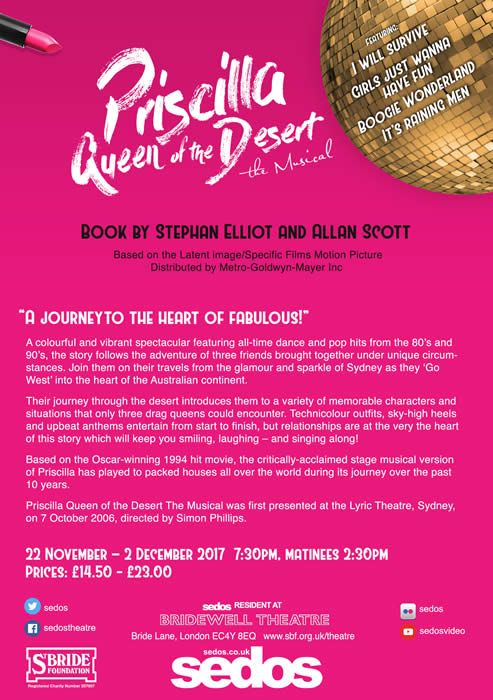 FEATURING:
I WILL SURVIVE
GIRLS JUST WANNA
HAVE FUN
BOOGIE WONDERLAND
IT'S RAINING MEN
Priscilla
Queen of the Desert
the Musical
BOOK BY STEPHAN ELLIOT AND ALLAN SCOTT
Based on the Latent image/Specific Films Motion Picture
Distributed by Metro-Goldwyn-Mayer Inc
"A JOURNEYTO THE HEART OF FABULOUS!"
A colourful and vibrant spectacular featuring all-time dance and pop hits from the 80's and
90's, the story follows the adventure of three friends brought together under unique circum-
stances. Join them on their travels from the glamour and sparkle of Sydney as they 'Go
West' into the heart of the Australian continent.
Their journey through the desert introduces them to a variety of memorable characters and
situations that only three drag queens could encounter. Technicolour outfits, sky-high heels
and upbeat anthems entertain from start to finish, but relationships are at the very the heart
of this story which will keep you smiling, laughing – and singing along!
Based on the Oscar-winning 1994 hit movie, the critically-acclaimed stage musical version
of Priscilla has played to packed houses all over the world during its journey over the past
10 years.
Priscilla Queen of the Desert The Musical was first presented at the Lyric Theatre, Sydney,
on 7 October 2006, directed by Simon Phillips.
22 NOVEMBER – 2 DECEMBER 2017 7:30PM, MATINEES 2:30PM
PRICES: £14.50 - £23.00
sedos
sedostheatre
sedos RESIDENT AT
BRIDEWELL THEATRE
Bride Lane, London EC4Y 8EQ www.sbf.org.uk/theatre
sedos
sedosvideo
ST BRIDE
FOUNDATION
Registered Charity Number 207607
sedos.co.uk
sedos